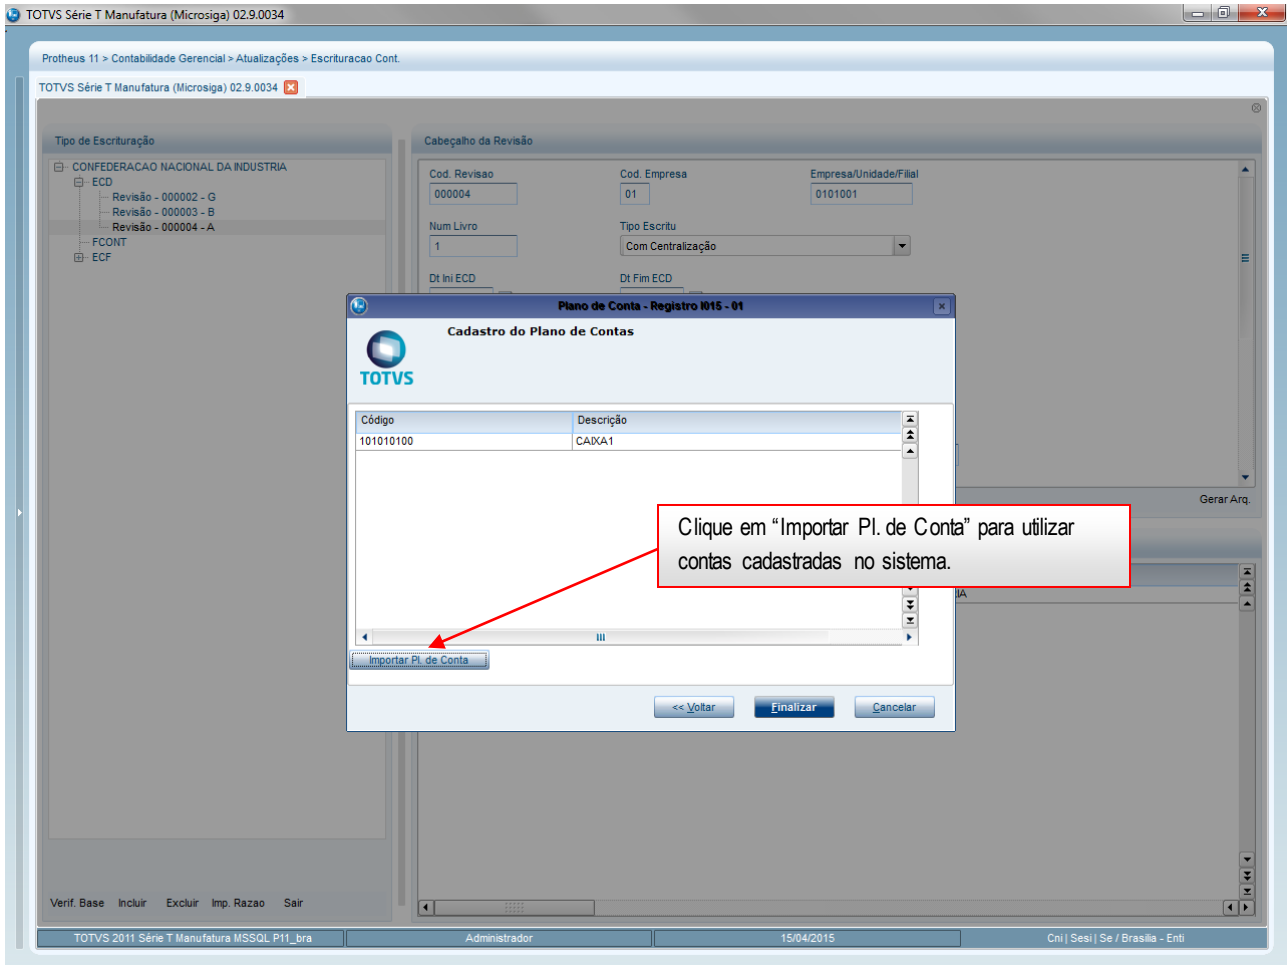 TOTVS Série T Manufatura (Microsiga) 02.9.0034
Protheus 11 > Contabilidade Gerencial > Atualizações > Escrituracao Cont.
TOTVS Série T Manufatura (Microsiga) 02.9.0034
Tipo de Escrituração
CONFEDERACAO NACIONAL DA INDUSTRIA
ECD
Revisão - 000002 - G
Revisão - 000003 - B
Revisão - 000004 - A
FCONT
ECF
Cabeçalho da Revisão
Cod. Revisao Cod. Empresa Empresa/Unidade/Filial
000004 01 0101001
Num Livro Tipo Escritu
1 Com Centralização
Dt Ini ECD Dt Fim ECD
Plano de Conta - Registro I015 - 01
Cadastro do Plano de Contas
TOTVS
Código Descrição
101010100 CAIXA1
Gerar Arq.
Clique em “Importar Pl. de Conta” para utilizar
contas cadastradas no sistema.
IA
Importar Pl. de Conta
<< Voltar Finalizar Cancelar
Verif. Base Incluir Excluir Imp. Razao Sair
TOTVS 2011 Série T Manufatura MSSQL P11_bra Administrador 15/04/2015 Cni | Sesi | Se / Brasilia - Enti